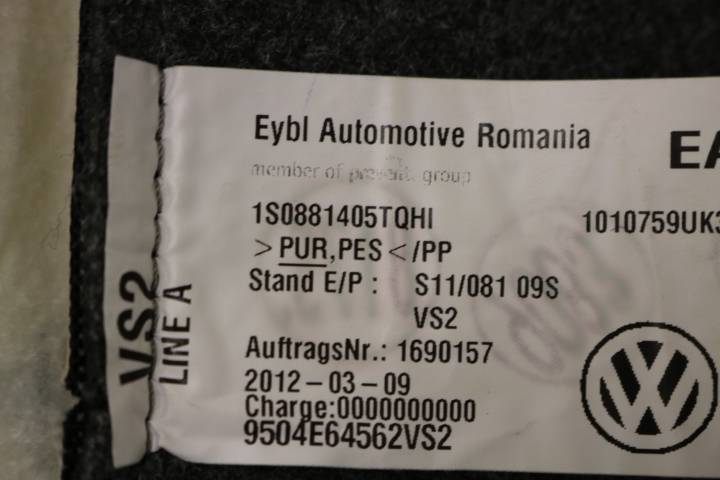 Eybl Automotive Romania
member of prevent. group
EA
1S0881405TQHI
1010759UK3
>PUR,PES</PP
Stand E/P : S11/081 09S
VS2
AuftragsNr.: 1690157
2012-03-09
Charge:0000000000
9504E64562VS2
VS2
LINE A